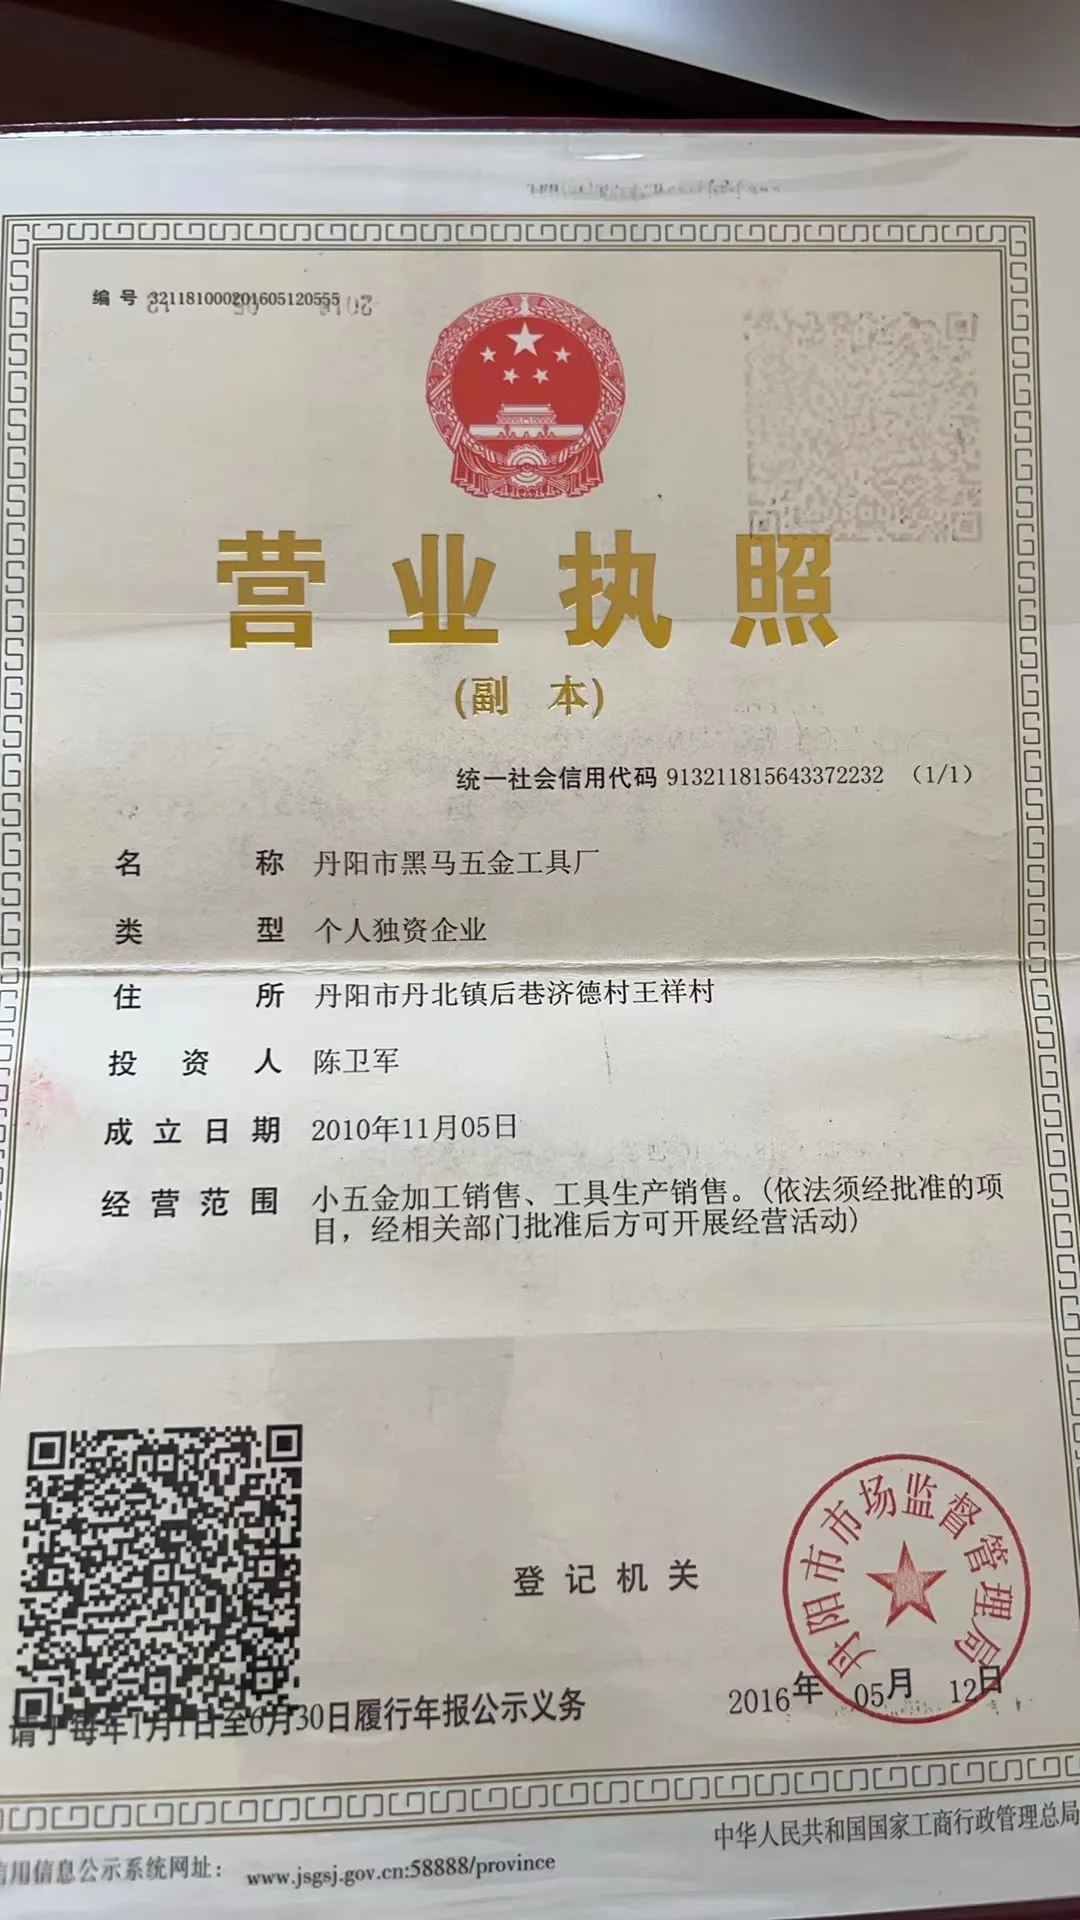 编 号 321181000201605120555
营业执照
(副 本)
统一社会信用代码 913211815643372232 (1/1)
名 称 丹阳市黑马五金工具厂
类 型 个人独资企业
住 所 丹阳市丹北镇后巷济德村王祥村
投 资 人 陈卫军
成 立 日 期 2010年11月05日
经 营 范 围 小五金加工销售、工具生产销售。(依法须经批准的项
目，经相关部门批准后方可开展经营活动)
登 记 机 关
丹阳市市场监督管理局
2016年 05月 12日
请于每年1月1日至6月30日履行年报公示义务
中华人民共和国国家工商行政管理总局
信用信息公示系统网址： www.jsgsj.gov.cn:58888/province